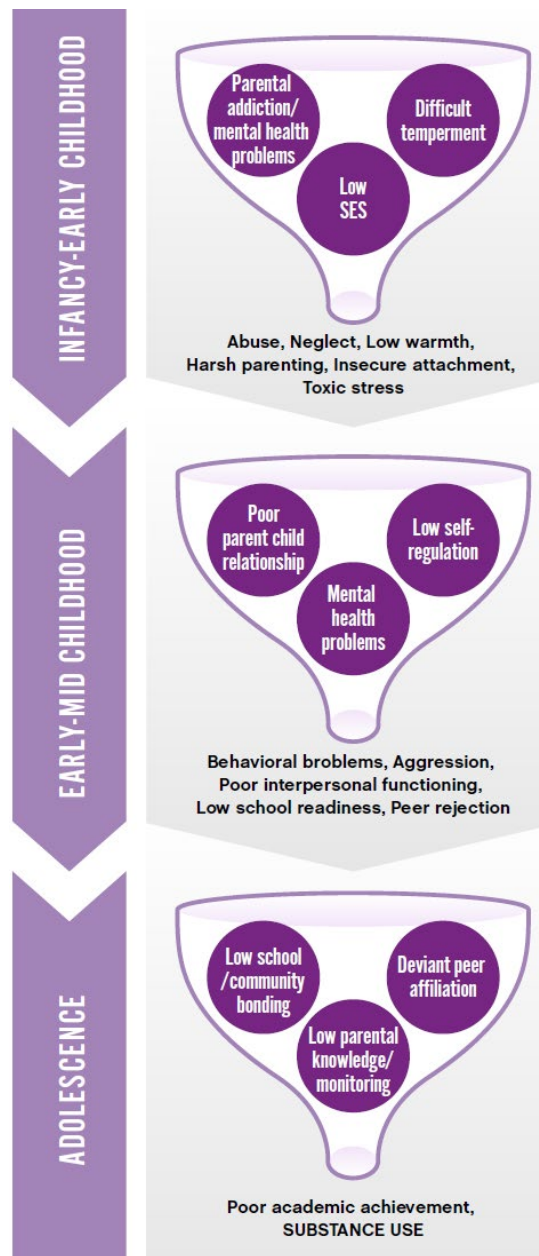 INFANCY-EARLY CHILDHOOD
Parental
addiction/
mental health
problems
Difficult
temperment
Low
SES
Abuse, Neglect, Low warmth,
Harsh parenting, Insecure attachment,
Toxic stress
EARLY-MID CHILDHOOD
Poor
parent child
relationship
Low self-
regulation
Mental
health
problems
Behavioral broblems, Aggression,
Poor interpersonal functioning,
Low school readiness, Peer rejection
ADOLESCENCE
Low school
/community
bonding
Deviant peer
affiliation
Low parental
knowledge/
monitoring
Poor academic achievement,
SUBSTANCE USE